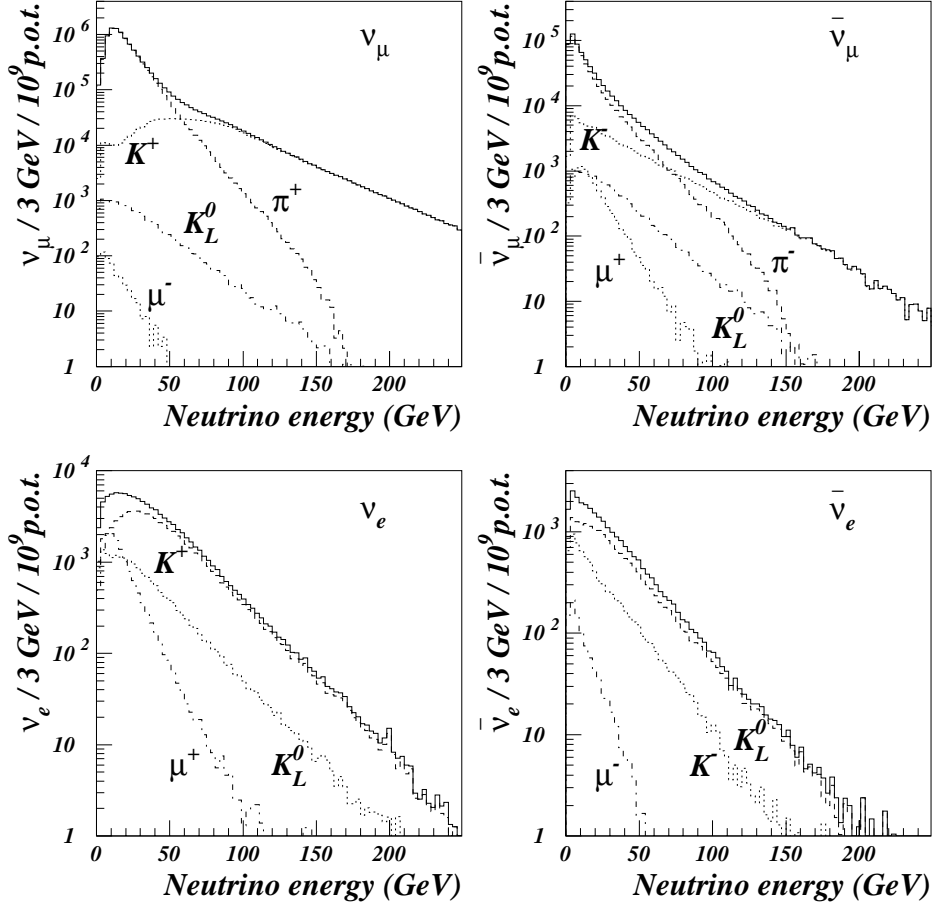 ν_μ / 3 GeV / 10^9 p.o.t.
10^6
10^5
10^4
10^3
10^2
10
1
ν_μ
K^+
π^+
K_L^0
μ^-
0 50 100 150 200
Neutrino energy (GeV)
ν̄_μ / 3 GeV / 10^9 p.o.t.
10^5
10^4
10^3
10^2
10
1
ν̄_μ
K^-
μ^+
π^-
K_L^0
0 50 100 150 200
Neutrino energy (GeV)
ν_e / 3 GeV / 10^9 p.o.t.
10^4
10^3
10^2
10
1
ν_e
K^+
μ^+
K_L^0
0 50 100 150 200
Neutrino energy (GeV)
ν̄_e / 3 GeV / 10^9 p.o.t.
10^3
10^2
10
1
ν̄_e
K_L^0
K^-
μ^-
0 50 100 150 200
Neutrino energy (GeV)